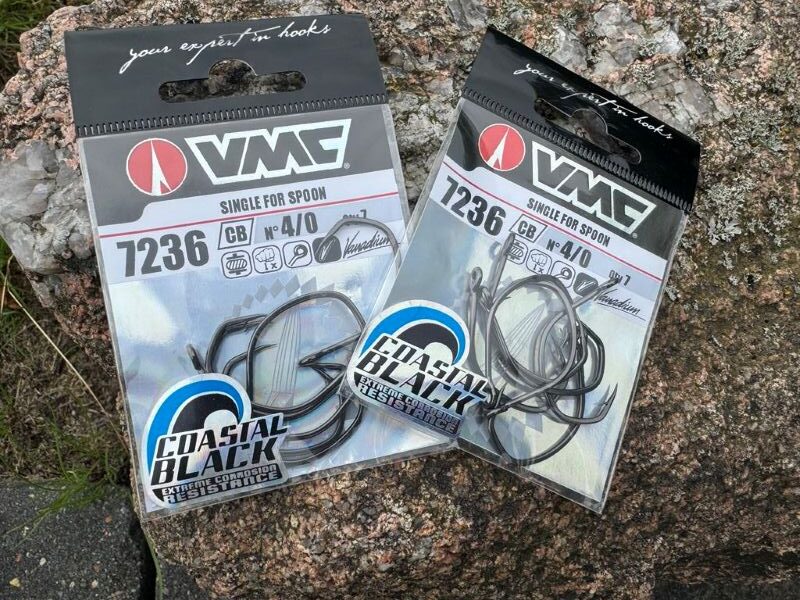 your expert in hooks
VMC
SINGLE FOR SPOON
7236 CB N° 4/0 Qty 7
1x Vanadium
COASTAL
BLACK
EXTREME CORROSION
RESISTANCE
your expert in hooks
VMC
SINGLE FOR SPOON
7236 CB N° 4/0 Qty 7
1x Vanadium
COASTAL
BLACK
EXTREME CORROSION
RESISTANCE